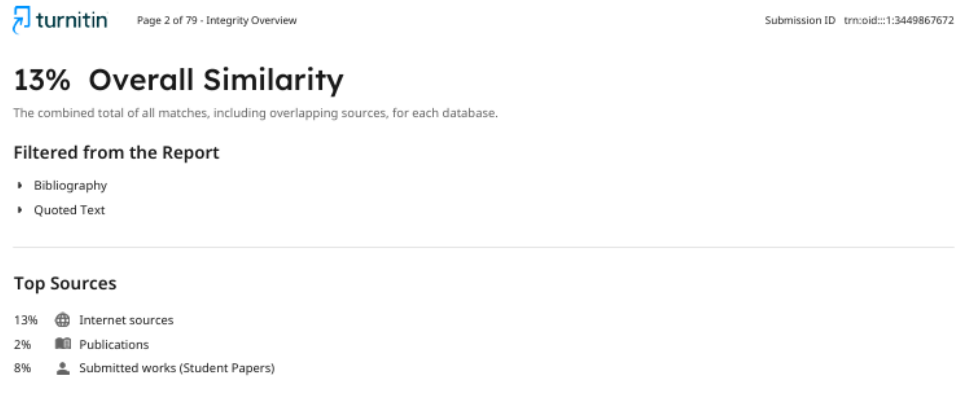 turnitin Page 2 of 79 - Integrity Overview Submission ID trn:oid:::1:3449867672
13% Overall Similarity
The combined total of all matches, including overlapping sources, for each database.
Filtered from the Report
Bibliography
Quoted Text
Top Sources
13% Internet sources
2% Publications
8% Submitted works (Student Papers)